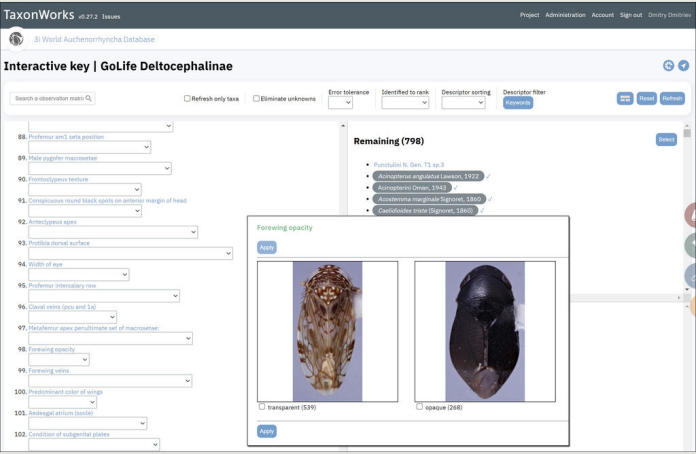 TaxonWorks v0.27.2 Issues
Project Administration Account Sign out Dmitry Dmitriev
3i World Auchenorrhyncha Database
Interactive key | GoLife Deltocephalinae
Search a observation matri
Refresh only taxa
Eliminate unknowns
Error tolerance
Identified to rank
Descriptor sorting
Descriptor filter
Keywords
Reset
Refresh
88. Profemur am1 seta position
89. Male pygofer macrosetae
90. Frontoclypeus texture
91. Conspicuous round black spots on anterior margin of head
92. Anteclypeus apex
93. Protibia dorsal surface
94. Width of eye
95. Profemur intercalary row
96. Claval veins (pcu and 1a)
97. Metafemur apex penultimate set of macrosetae:
98. Forewing opacity
99. Forewing veins
100. Predominant color of wings
101. Aedeagal atrium (socle)
102. Condition of subgenital plates
Remaining (798)
Select
Punctulini N. Gen. T1 sp.3
Acinopterus angulatus Lawson, 1922 ✓
Acinopterini Oman, 1943 ✓
Acostemma marginale Signoret, 1860 ✓
Caelidioides trista (Signoret, 1860) ✓
Forewing opacity
Apply
transparent (539)
opaque (268)
Apply